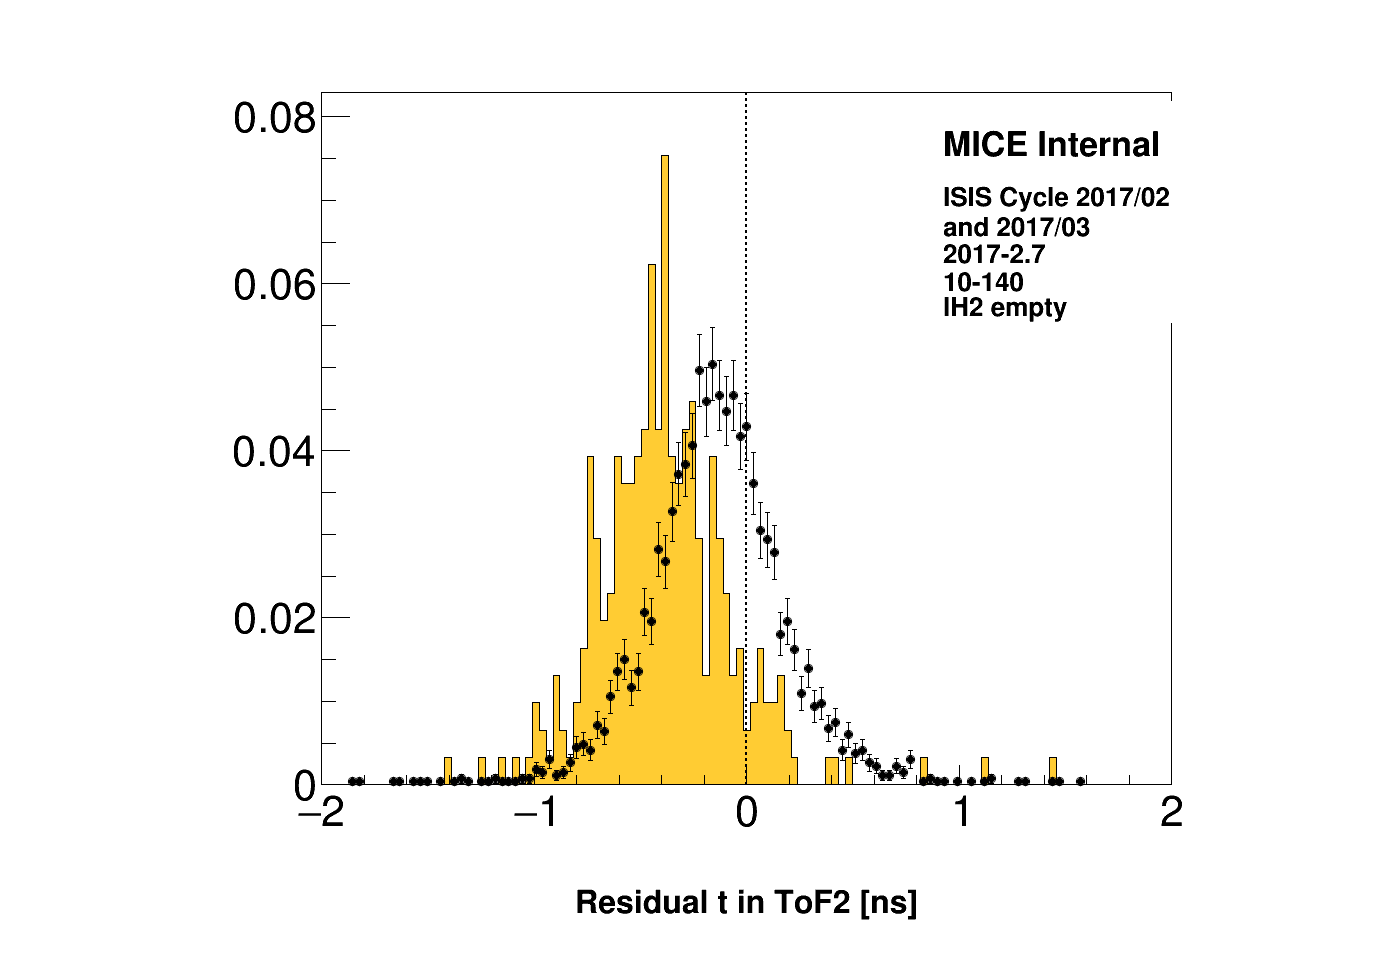 0.08
0.06
0.04
0.02
0
−2 −1 0 1 2
MICE Internal
ISIS Cycle 2017/02
and 2017/03
2017-2.7
10-140
lH2 empty
Residual t in ToF2 [ns]